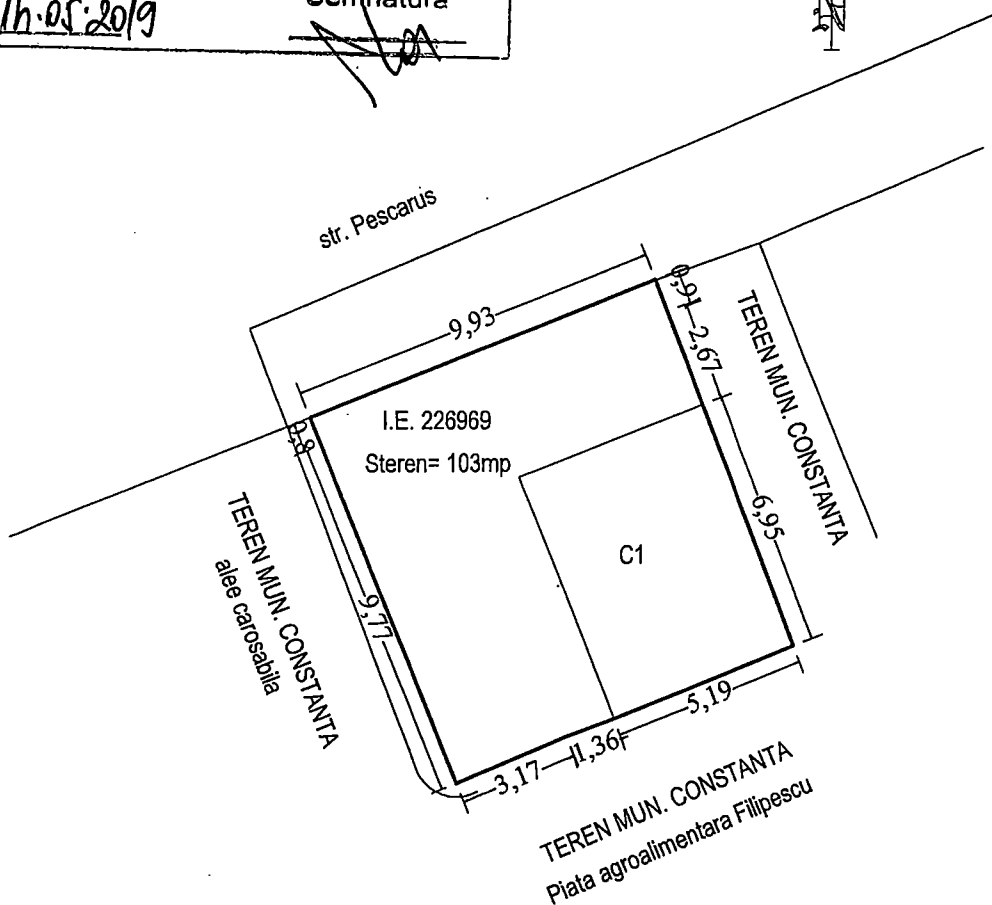 Semnatura
.05.2019
str. Pescarus
9,93
0,91
2,67
TEREN MUN. CONSTANTA
I.E. 226969
Steren= 103mp
0,8
6,95
C1
TEREN MUN. CONSTANTA
alee carosabila
9,77
5,19
1,36
3,17
TEREN MUN. CONSTANTA
Piata agroalimentara Filipescu